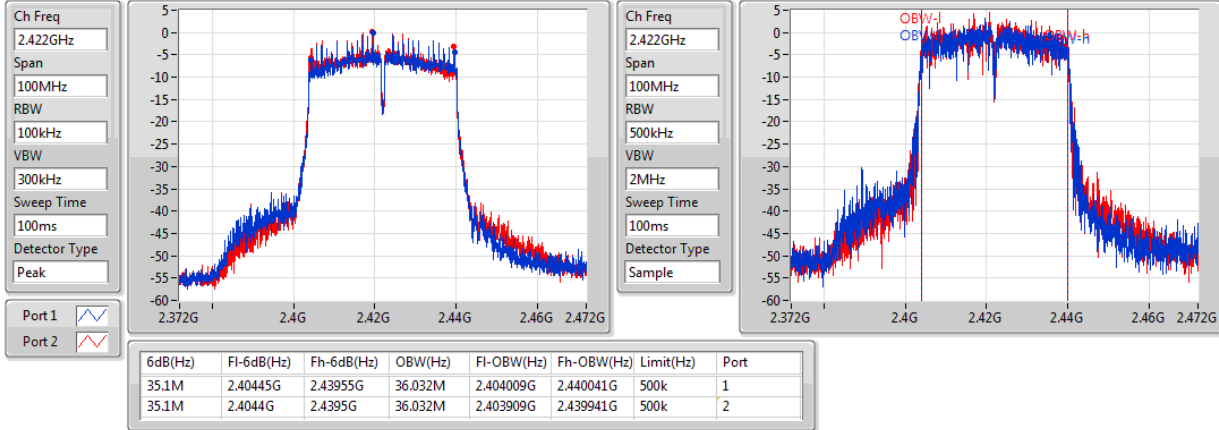 Ch Freq
2.422GHz
Span
100MHz
RBW
100kHz
VBW
300kHz
Sweep Time
100ms
Detector Type
Peak
Port 1
Port 2
5
0
-5
-10
-15
-20
-25
-30
-35
-40
-45
-50
-55
-60
2.372G 2.4G 2.42G 2.44G 2.46G 2.472G
Ch Freq
2.422GHz
Span
100MHz
RBW
500kHz
VBW
2MHz
Sweep Time
100ms
Detector Type
Sample
5
0
-5
-10
-15
-20
-25
-30
-35
-40
-45
-50
-55
-60
OBW-l
2.372G 2.4G 2.42G 2.44G 2.46G 2.472G
6dB(Hz) Fl-6dB(Hz) Fh-6dB(Hz) OBW(Hz) Fl-OBW(Hz) Fh-OBW(Hz) Limit(Hz) Port
35.1M 2.40445G 2.43955G 36.032M 2.404009G 2.440041G 500k 1
35.1M 2.4044G 2.4395G 36.032M 2.403909G 2.439941G 500k 2